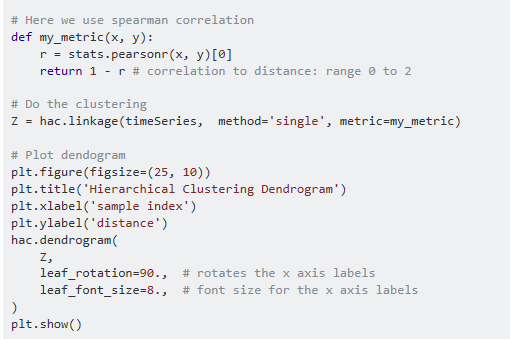 # Here we use spearman correlation
def my_metric(x, y):
    r = stats.pearsonr(x, y)[0]
    return 1 - r # correlation to distance: range 0 to 2

# Do the clustering
Z = hac.linkage(timeSeries,  method='single', metric=my_metric)

# Plot dendogram
plt.figure(figsize=(25, 10))
plt.title('Hierarchical Clustering Dendrogram')
plt.xlabel('sample index')
plt.ylabel('distance')
hac.dendrogram(
    Z,
    leaf_rotation=90.,  # rotates the x axis labels
    leaf_font_size=8.,  # font size for the x axis labels
)
plt.show()